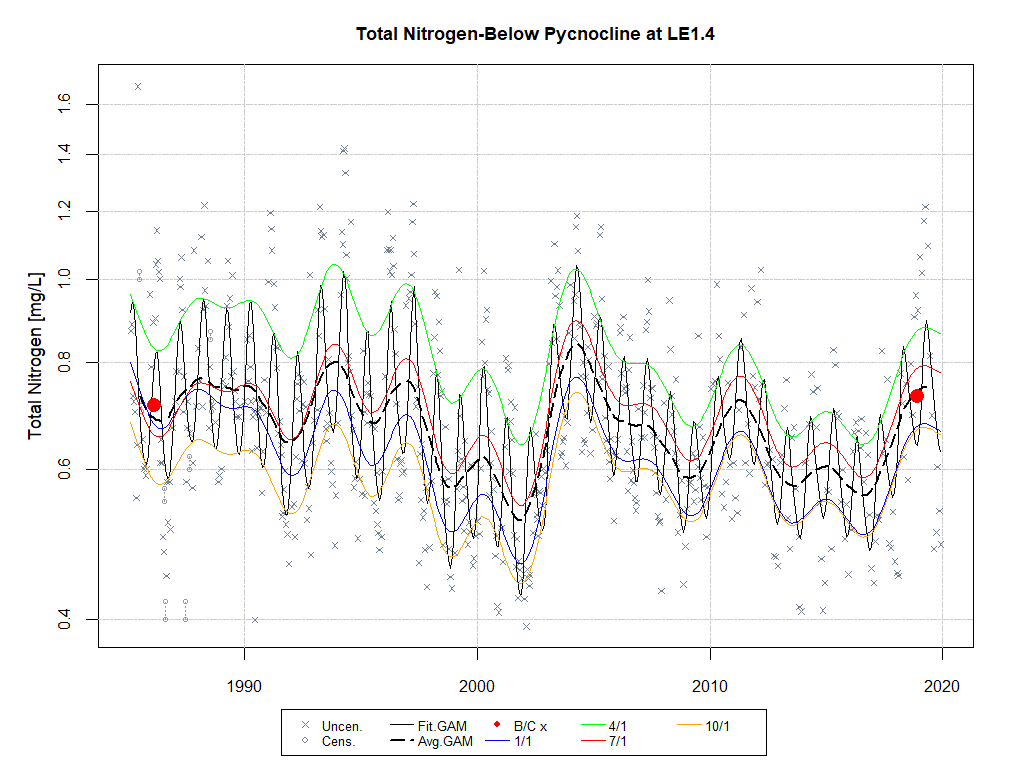 Total Nitrogen-Below Pycnocline at LE1.4
Total Nitrogen [mg/L]
1.6
1.4
1.2
1.0
0.8
0.6
0.4
1990 2000 2010 2020
Uncen. Fit.GAM B/C x 4/1 10/1
Cens. Avg.GAM 1/1 7/1